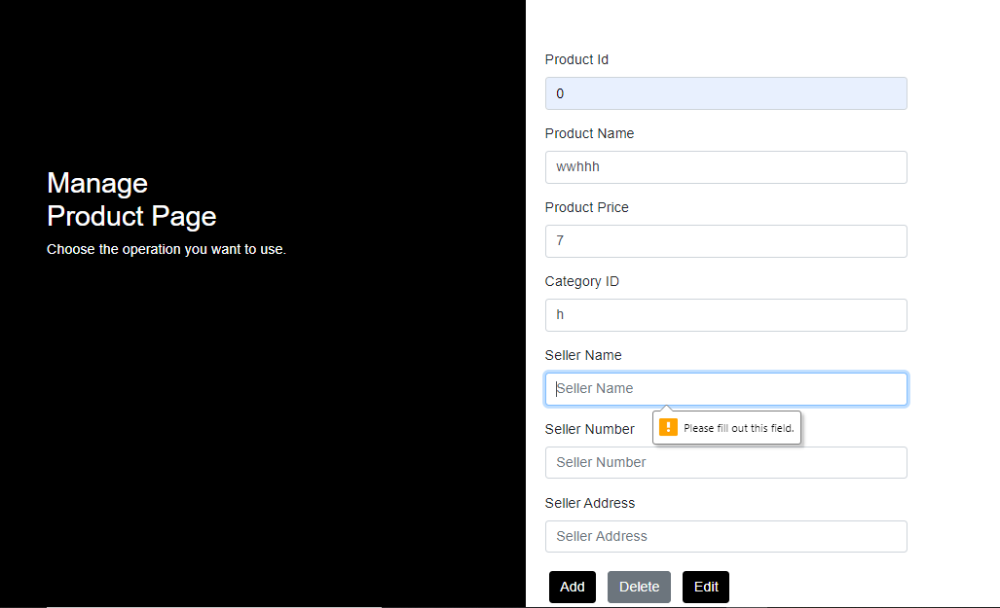 Manage
Product Page
Choose the operation you want to use.
Product Id
0
Product Name
wwhhh
Product Price
7
Category ID
h
Seller Name
Seller Name
Please fill out this field.
Seller Number
Seller Number
Seller Address
Seller Address
Add Delete Edit